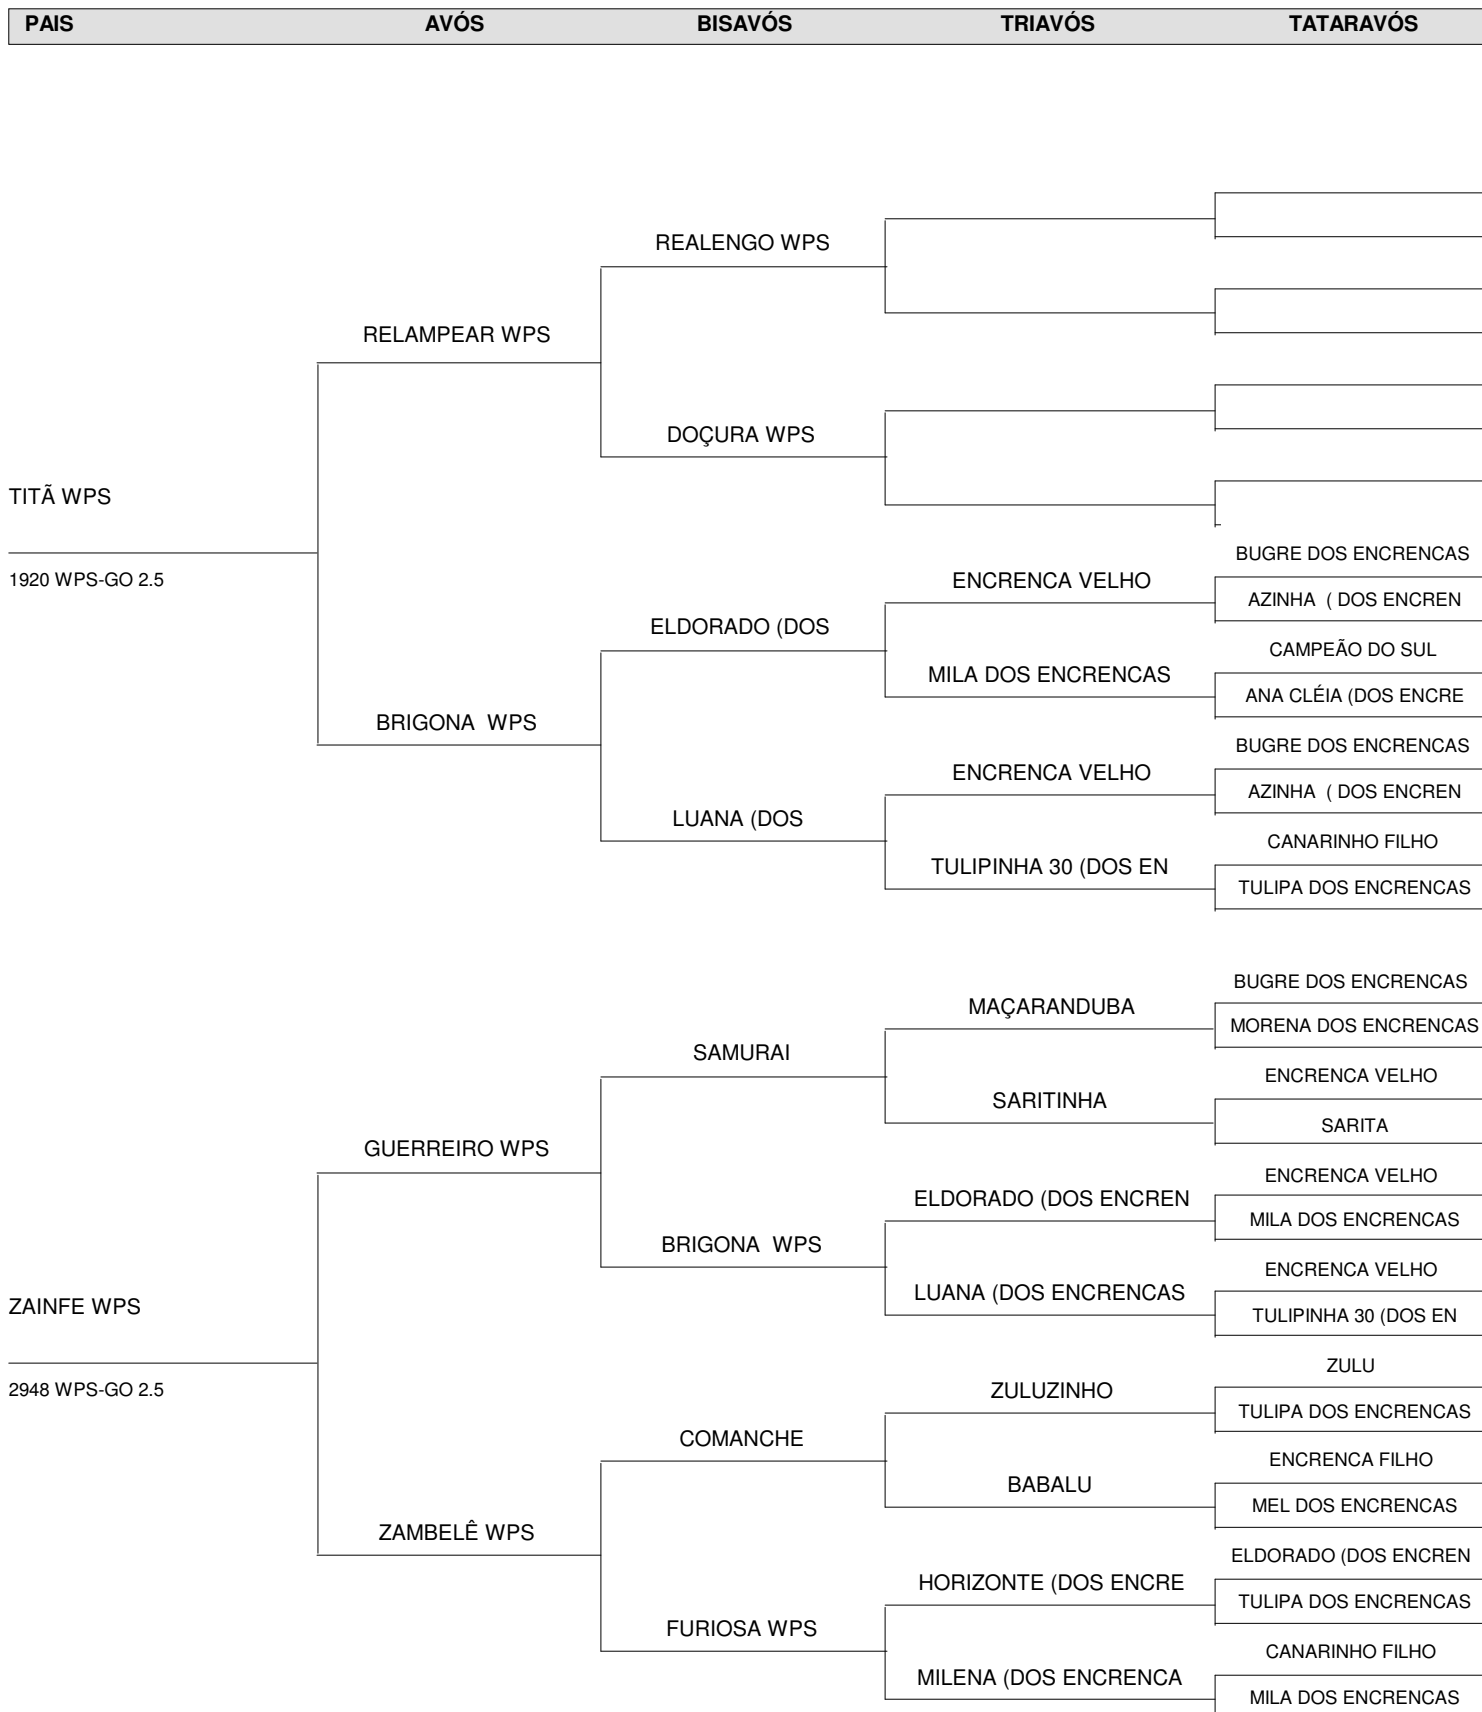 PAIS AVÓS BISAVÓS TRIAVÓS TATARAVÓS
REALENGO WPS
RELAMPEAR WPS
DOÇURA WPS
TITÃ WPS
1920 WPS-GO 2.5
BUGRE DOS ENCRENCAS
ENCRENCA VELHO
AZINHA ( DOS ENCREN
ELDORADO (DOS
CAMPEÃO DO SUL
MILA DOS ENCRENCAS
ANA CLÉIA (DOS ENCRE
BRIGONA WPS
BUGRE DOS ENCRENCAS
ENCRENCA VELHO
AZINHA ( DOS ENCREN
LUANA (DOS
CANARINHO FILHO
TULIPINHA 30 (DOS EN
TULIPA DOS ENCRENCAS
BUGRE DOS ENCRENCAS
MAÇARANDUBA
MORENA DOS ENCRENCAS
SAMURAI
ENCRENCA VELHO
SARITINHA
SARITA
GUERREIRO WPS
ENCRENCA VELHO
ELDORADO (DOS ENCREN
MILA DOS ENCRENCAS
BRIGONA WPS
ENCRENCA VELHO
LUANA (DOS ENCRENCAS
TULIPINHA 30 (DOS EN
ZAINFE WPS
2948 WPS-GO 2.5
ZULU
ZULUZINHO
TULIPA DOS ENCRENCAS
COMANCHE
ENCRENCA FILHO
BABALU
MEL DOS ENCRENCAS
ZAMBELÊ WPS
ELDORADO (DOS ENCREN
HORIZONTE (DOS ENCRE
TULIPA DOS ENCRENCAS
FURIOSA WPS
CANARINHO FILHO
MILENA (DOS ENCRENCA
MILA DOS ENCRENCAS